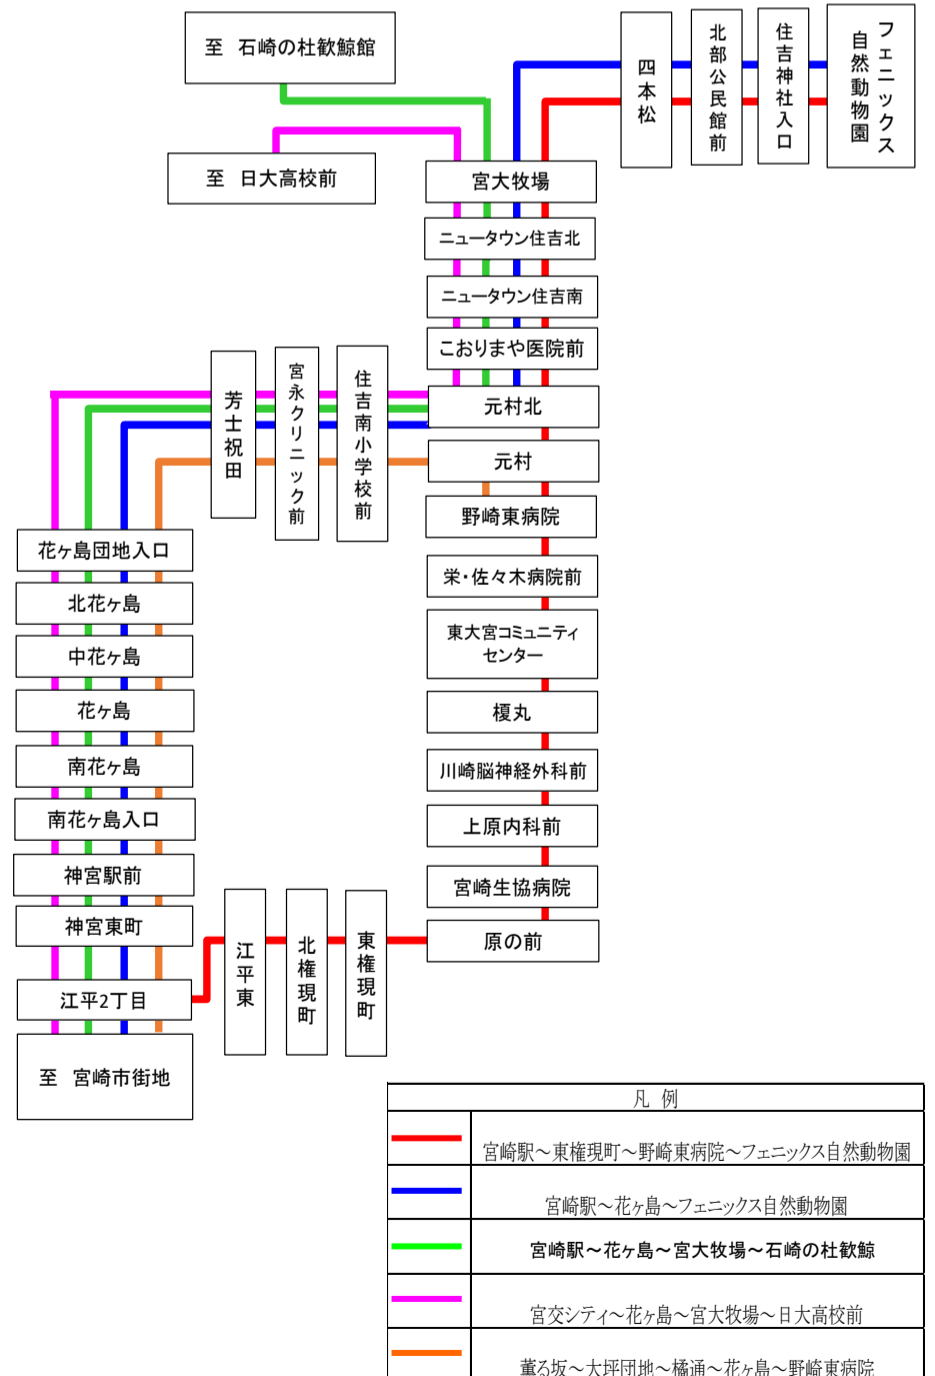 至　石崎の杜歓鯨館
至　日大高校前
四本松
北部公民館前
住吉神社入口
フェニックス
自然動物園
宮大牧場
ニュータウン住吉北
ニュータウン住吉南
こおりまや医院前
元村北
元村
野崎東病院
栄・佐々木病院前
東大宮コミュニティ
センター
榎丸
川崎脳神経外科前
上原内科前
宮崎生協病院
原の前
芳士祝田
宮永クリニック前
住吉南小学校前
花ヶ島団地入口
北花ヶ島
中花ヶ島
花ヶ島
南花ヶ島
南花ヶ島入口
神宮駅前
神宮東町
江平2丁目
至　宮崎市街地
江平東
北権現町
東権現町
凡 例
宮崎駅～東権現町～野崎東病院～フェニックス自然動物園
宮崎駅～花ヶ島～フェニックス自然動物園
宮崎駅～花ヶ島～宮大牧場～石崎の杜歓鯨
宮交シティ～花ヶ島～宮大牧場～日大高校前
薫る坂～大坪団地～橘通～花ヶ島～野崎東病院